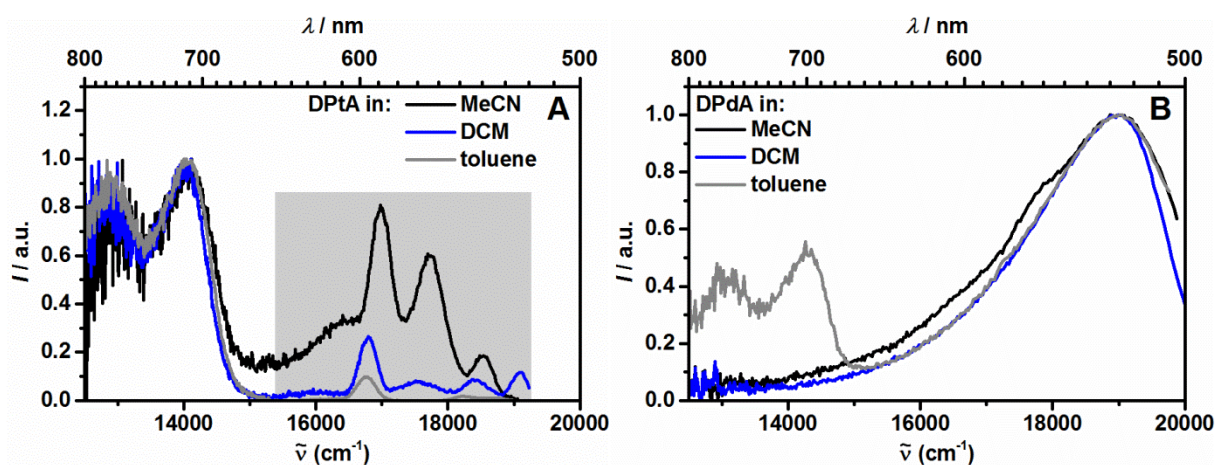 λ / nm
800 700 600 500
DPtA in: A
MeCN
DCM
toluene
I / a.u.
1.2
1.0
0.8
0.6
0.4
0.2
0.0
14000 16000 18000 20000
ṽ (cm⁻¹)
λ / nm
800 700 600 500
DPdA in: B
MeCN
DCM
toluene
I / a.u.
1.0
0.8
0.6
0.4
0.2
0.0
14000 16000 18000 20000
ṽ (cm⁻¹)